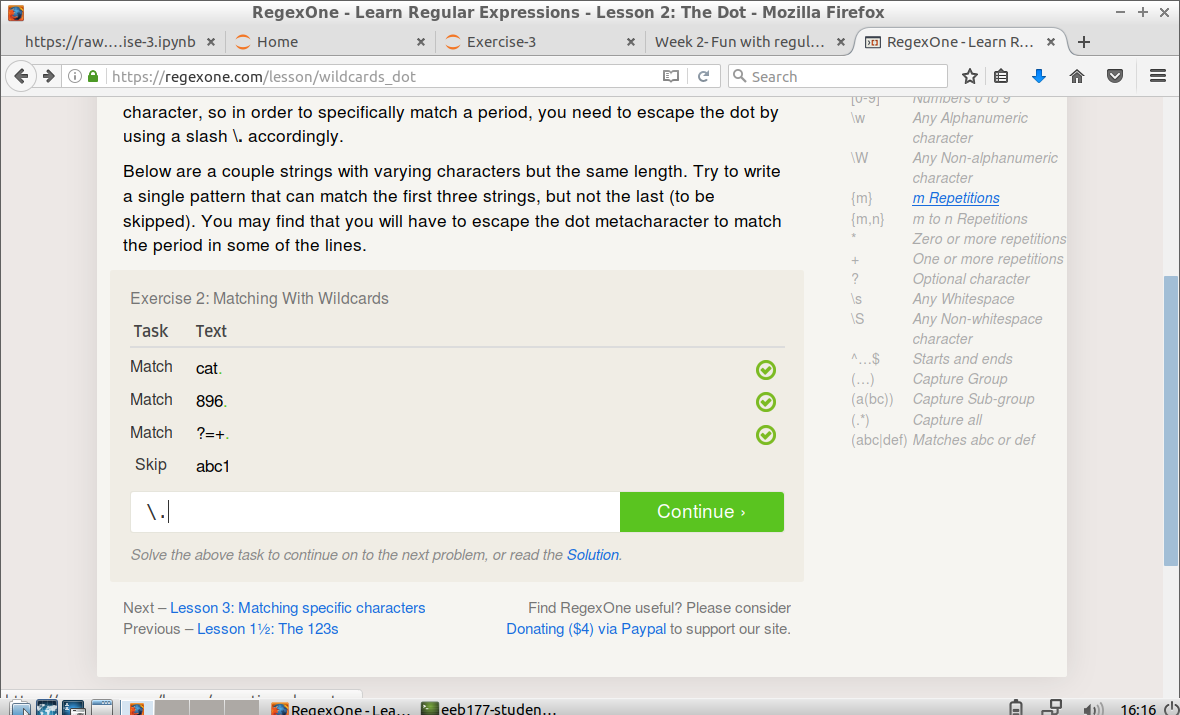 RegexOne - Learn Regular Expressions - Lesson 2: The Dot - Mozilla Firefox
https://raw....ise-3.ipynb
Home
Exercise-3
Week 2- Fun with regul...
RegexOne - Learn R...
https://regexone.com/lesson/wildcards_dot
Search
character, so in order to specifically match a period, you need to escape the dot by
using a slash \. accordingly.
Below are a couple strings with varying characters but the same length. Try to write
a single pattern that can match the first three strings, but not the last (to be
skipped). You may find that you will have to escape the dot metacharacter to match
the period in some of the lines.
Exercise 2: Matching With Wildcards
Task Text
Match cat.
Match 896.
Match ?=+.
Skip abc1
\.
Continue ›
Solve the above task to continue on to the next problem, or read the Solution.
Next – Lesson 3: Matching specific characters
Previous – Lesson 1½: The 123s
Find RegexOne useful? Please consider
Donating ($4) via Paypal to support our site.
[0-9] Numbers 0 to 9
\w Any Alphanumeric
character
\W Any Non-alphanumeric
character
{m} m Repetitions
{m,n} m to n Repetitions
* Zero or more repetitions
+ One or more repetitions
? Optional character
\s Any Whitespace
\S Any Non-whitespace
character
^…$ Starts and ends
(…) Capture Group
(a(bc)) Capture Sub-group
(.*) Capture all
(abc|def) Matches abc or def
RegexOne - Lea...
eeb177-studen...
16:16